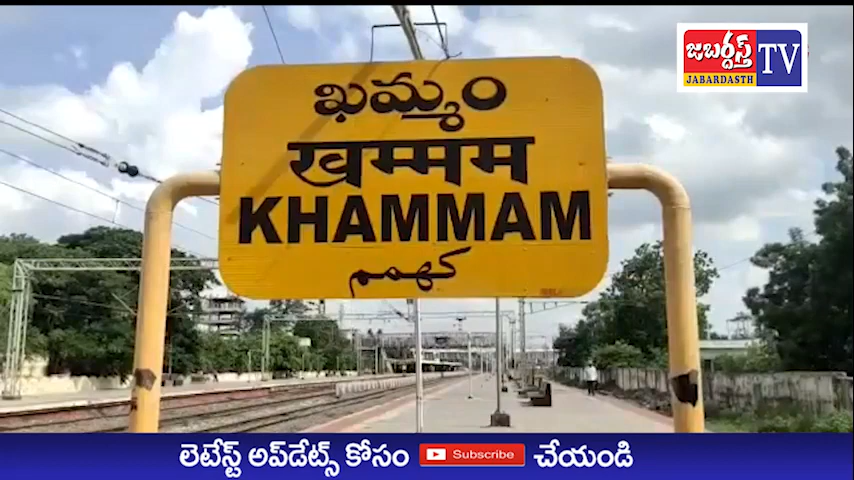 జబర్దస్త్ TV
JABARDASTH
ఖమ్మం
खम्मम
KHAMMAM
کھمم
లెటేస్ట్ అప్‌డేట్స్ కోసం Subscribe చేయండి